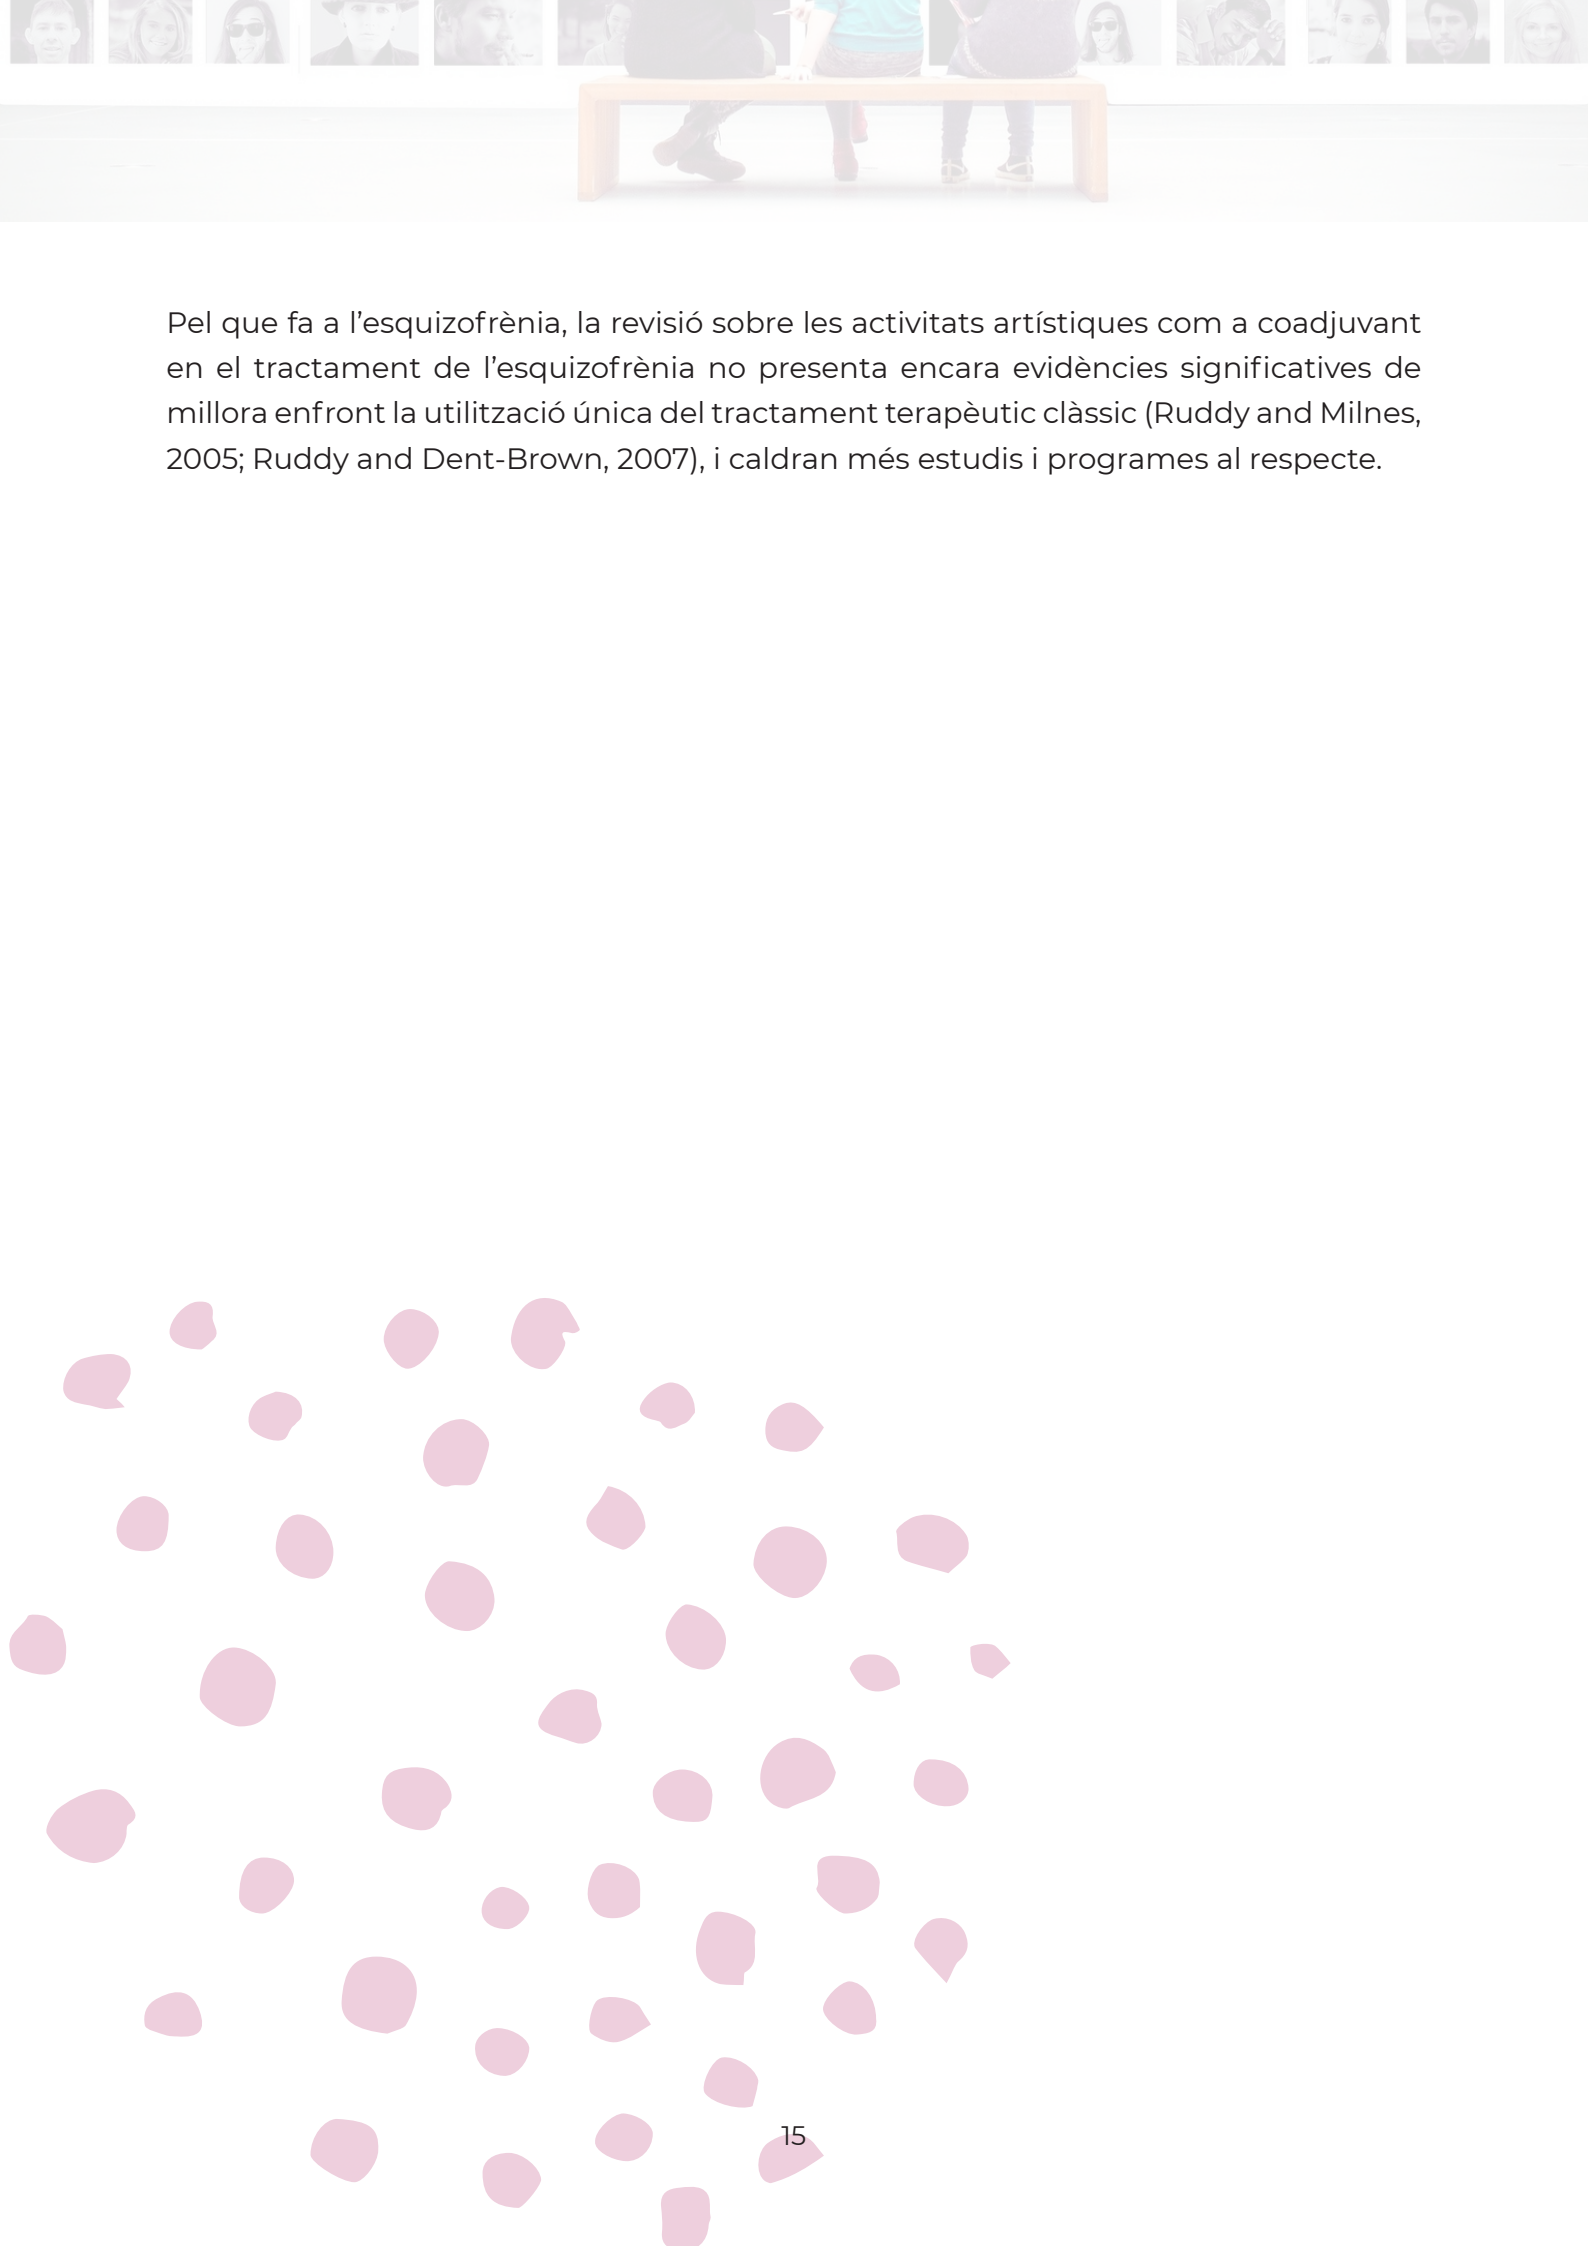 Pel que fa a l’esquizofrènia, la revisió sobre les activitats artístiques com a coadjuvant
en el tractament de l’esquizofrènia no presenta encara evidències significatives de
millora enfront la utilització única del tractament terapèutic clàssic (Ruddy and Milnes,
2005; Ruddy and Dent-Brown, 2007), i caldran més estudis i programes al respecte.
15